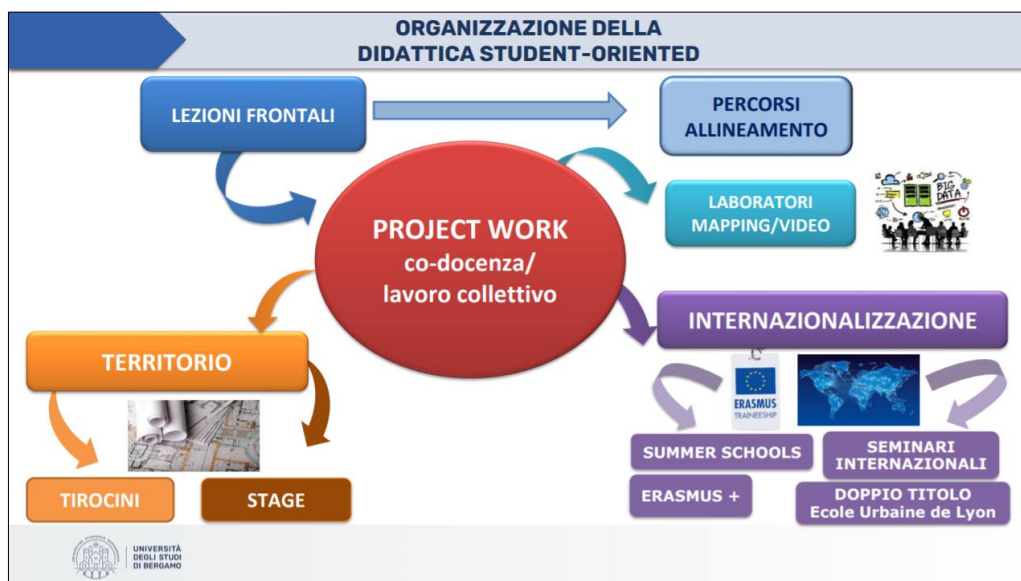 ORGANIZZAZIONE DELLA
DIDATTICA STUDENT-ORIENTED
LEZIONI FRONTALI
PERCORSI
ALLINEAMENTO
PROJECT WORK
co-docenza/
lavoro collettivo
LABORATORI
MAPPING/VIDEO
BIG
DATA
TERRITORIO
INTERNAZIONALIZZAZIONE
ERASMUS
TRAINEESHIP
TIROCINI
STAGE
SUMMER SCHOOLS
SEMINARI
INTERNAZIONALI
ERASMUS +
DOPPIO TITOLO
Ecole Urbaine de Lyon
UNIVERSITÀ
DEGLI STUDI
DI BERGAMO